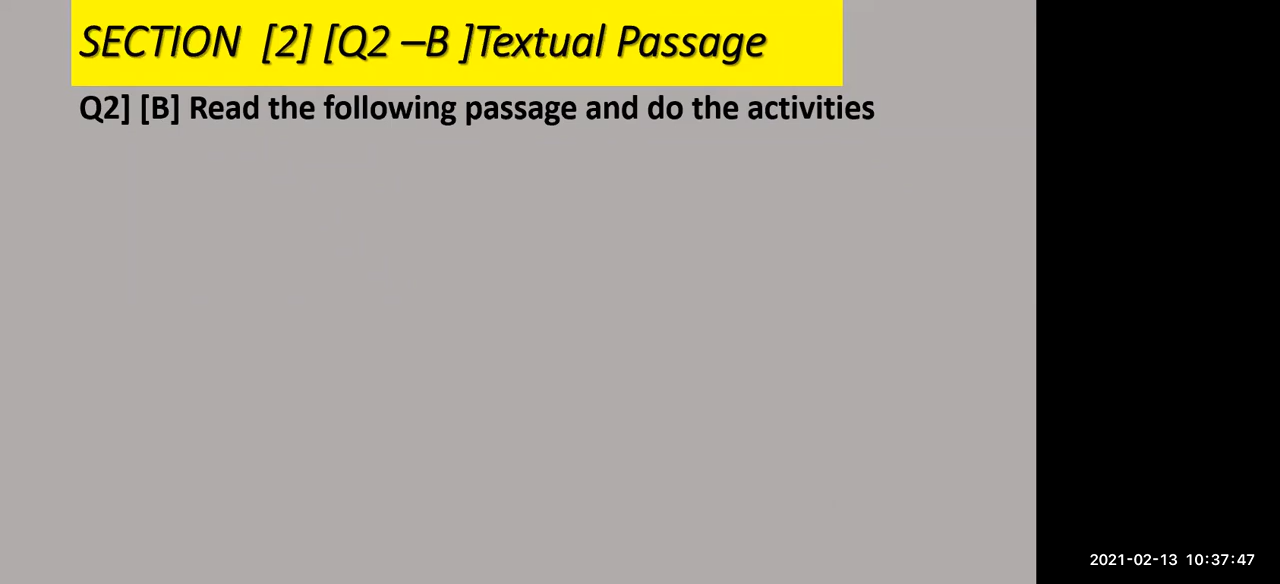 SECTION [2] [Q2 –B ]Textual Passage
Q2] [B] Read the following passage and do the activities
2021-02-13 10:37:47